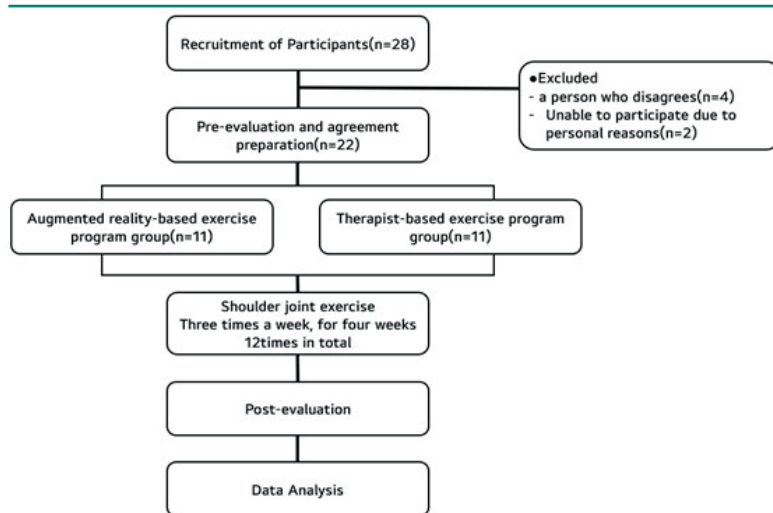 Recruitment of Participants(n=28)
●Excluded
- a person who disagrees(n=4)
- Unable to participate due to
personal reasons(n=2)
Pre-evaluation and agreement
preparation(n=22)
Augmented reality-based exercise
program group(n=11)
Therapist-based exercise program
group(n=11)
Shoulder joint exercise
Three times a week, for four weeks
12times in total
Post-evaluation
Data Analysis